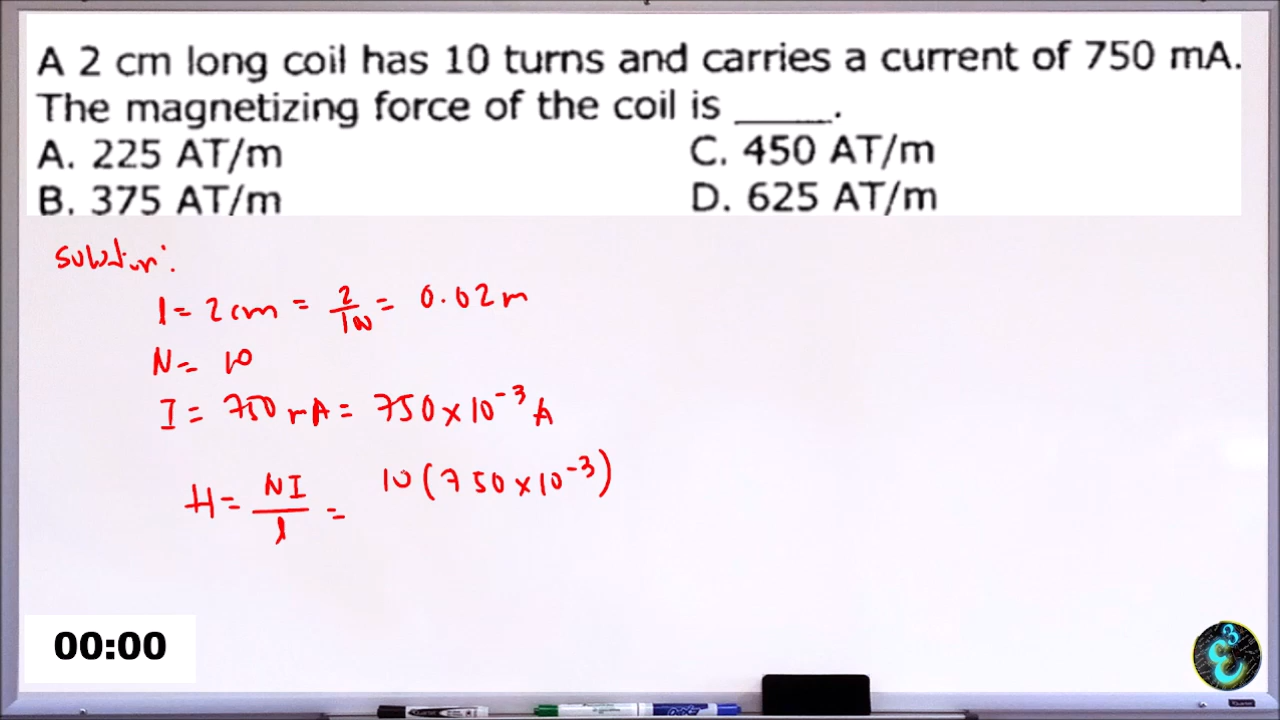 A 2 cm long coil has 10 turns and carries a current of 750 mA.
The magnetizing force of the coil is _____.
A. 225 AT/m
C. 450 AT/m
B. 375 AT/m
D. 625 AT/m
Solution:
l = 2 cm = 2/100 = 0.02 m
N = 10
I = 750 mA = 750 x 10⁻³ A
H = NI/l = 10(750 x 10⁻³)
00:00
ε³